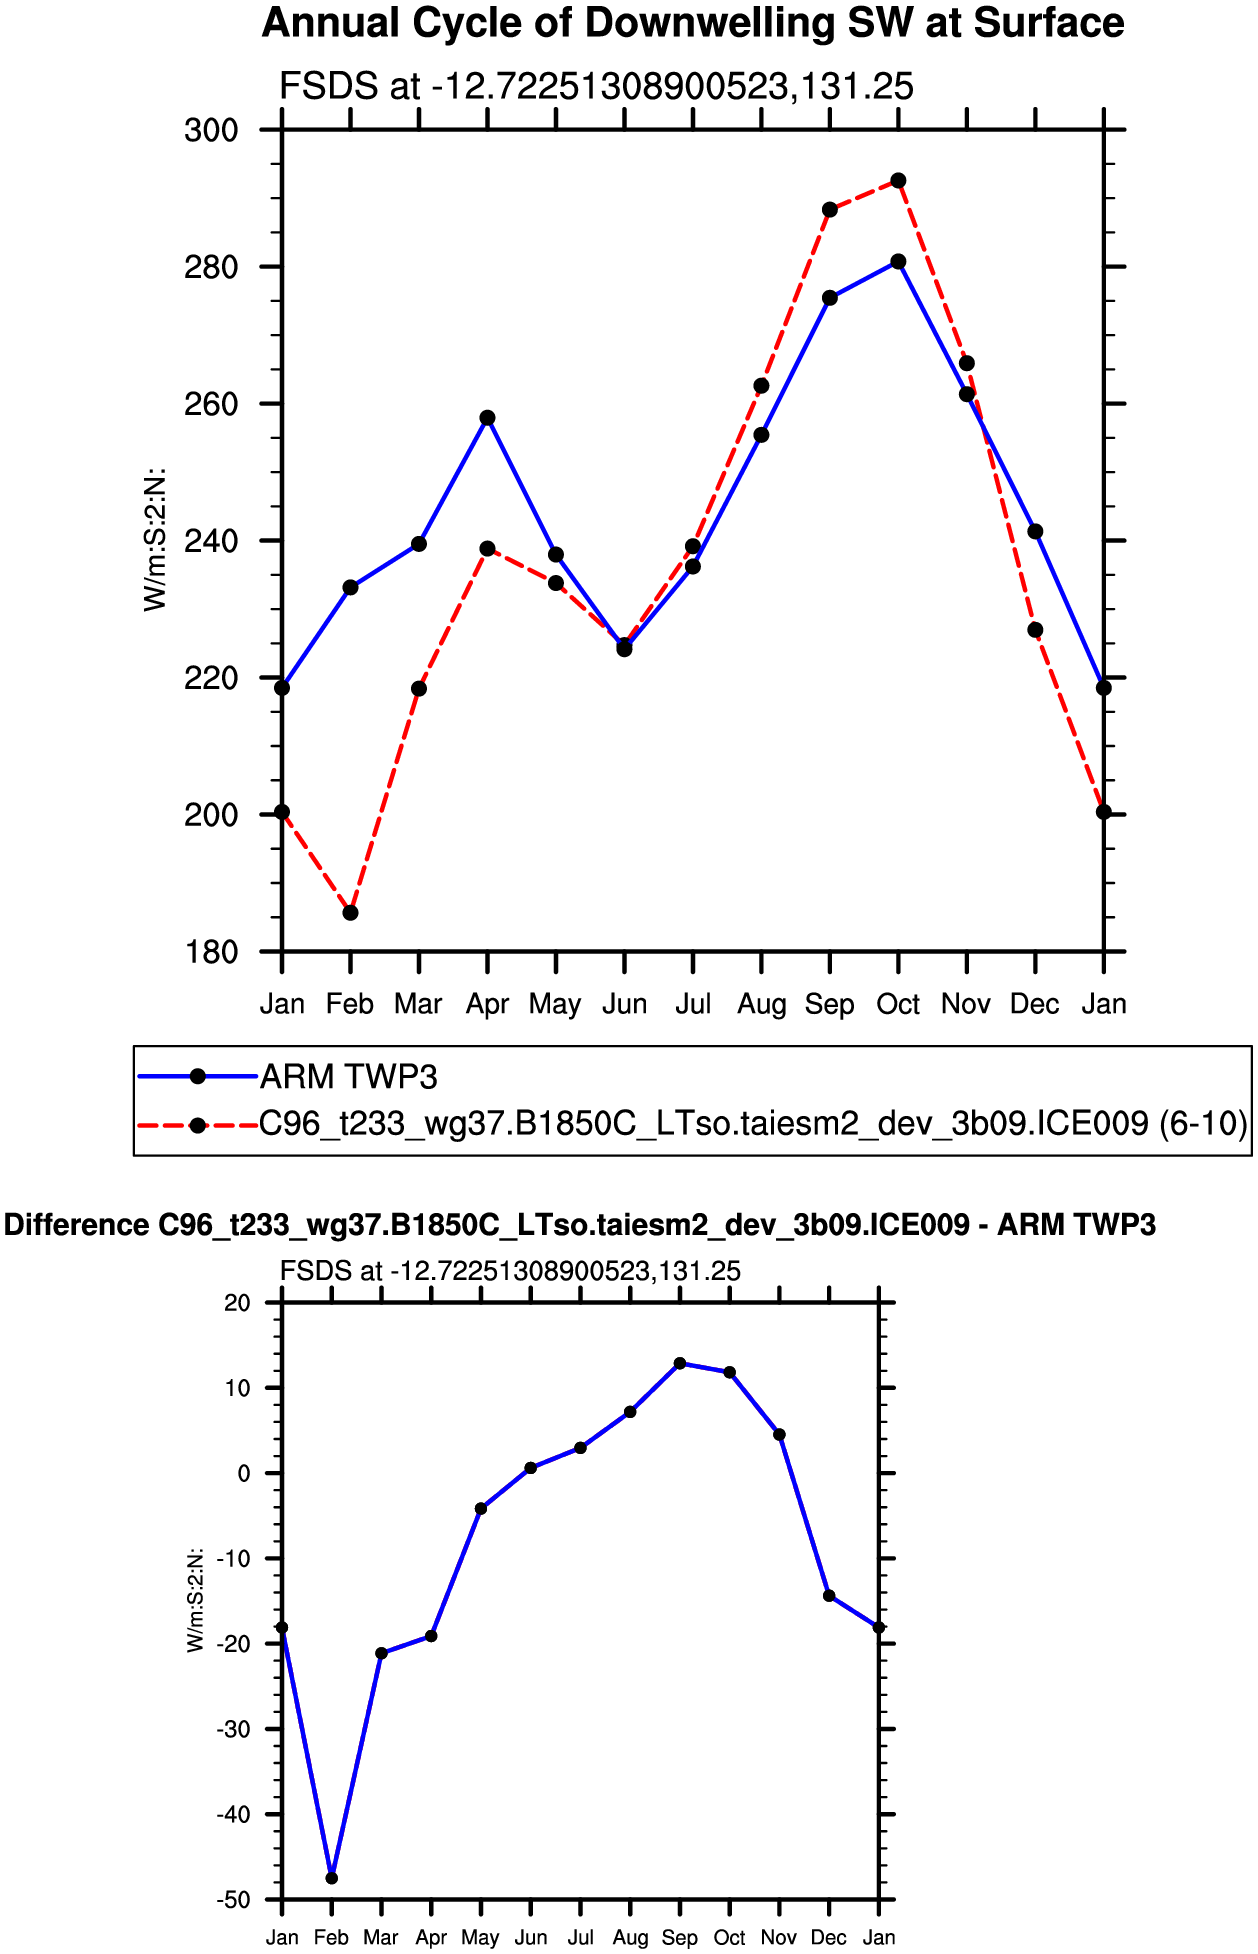 Annual Cycle of Downwelling SW at Surface
FSDS at -12.72251308900523,131.25
300
280
260
240
220
200
180
W/m:S:2:N:
Jan Feb Mar Apr May Jun Jul Aug Sep Oct Nov Dec Jan
ARM TWP3
C96_t233_wg37.B1850C_LTso.taiesm2_dev_3b09.ICE009 (6-10)
Difference C96_t233_wg37.B1850C_LTso.taiesm2_dev_3b09.ICE009 - ARM TWP3
FSDS at -12.72251308900523,131.25
20
10
0
-10
-20
-30
-40
-50
W/m:S:2:N:
Jan Feb Mar Apr May Jun Jul Aug Sep Oct Nov Dec Jan